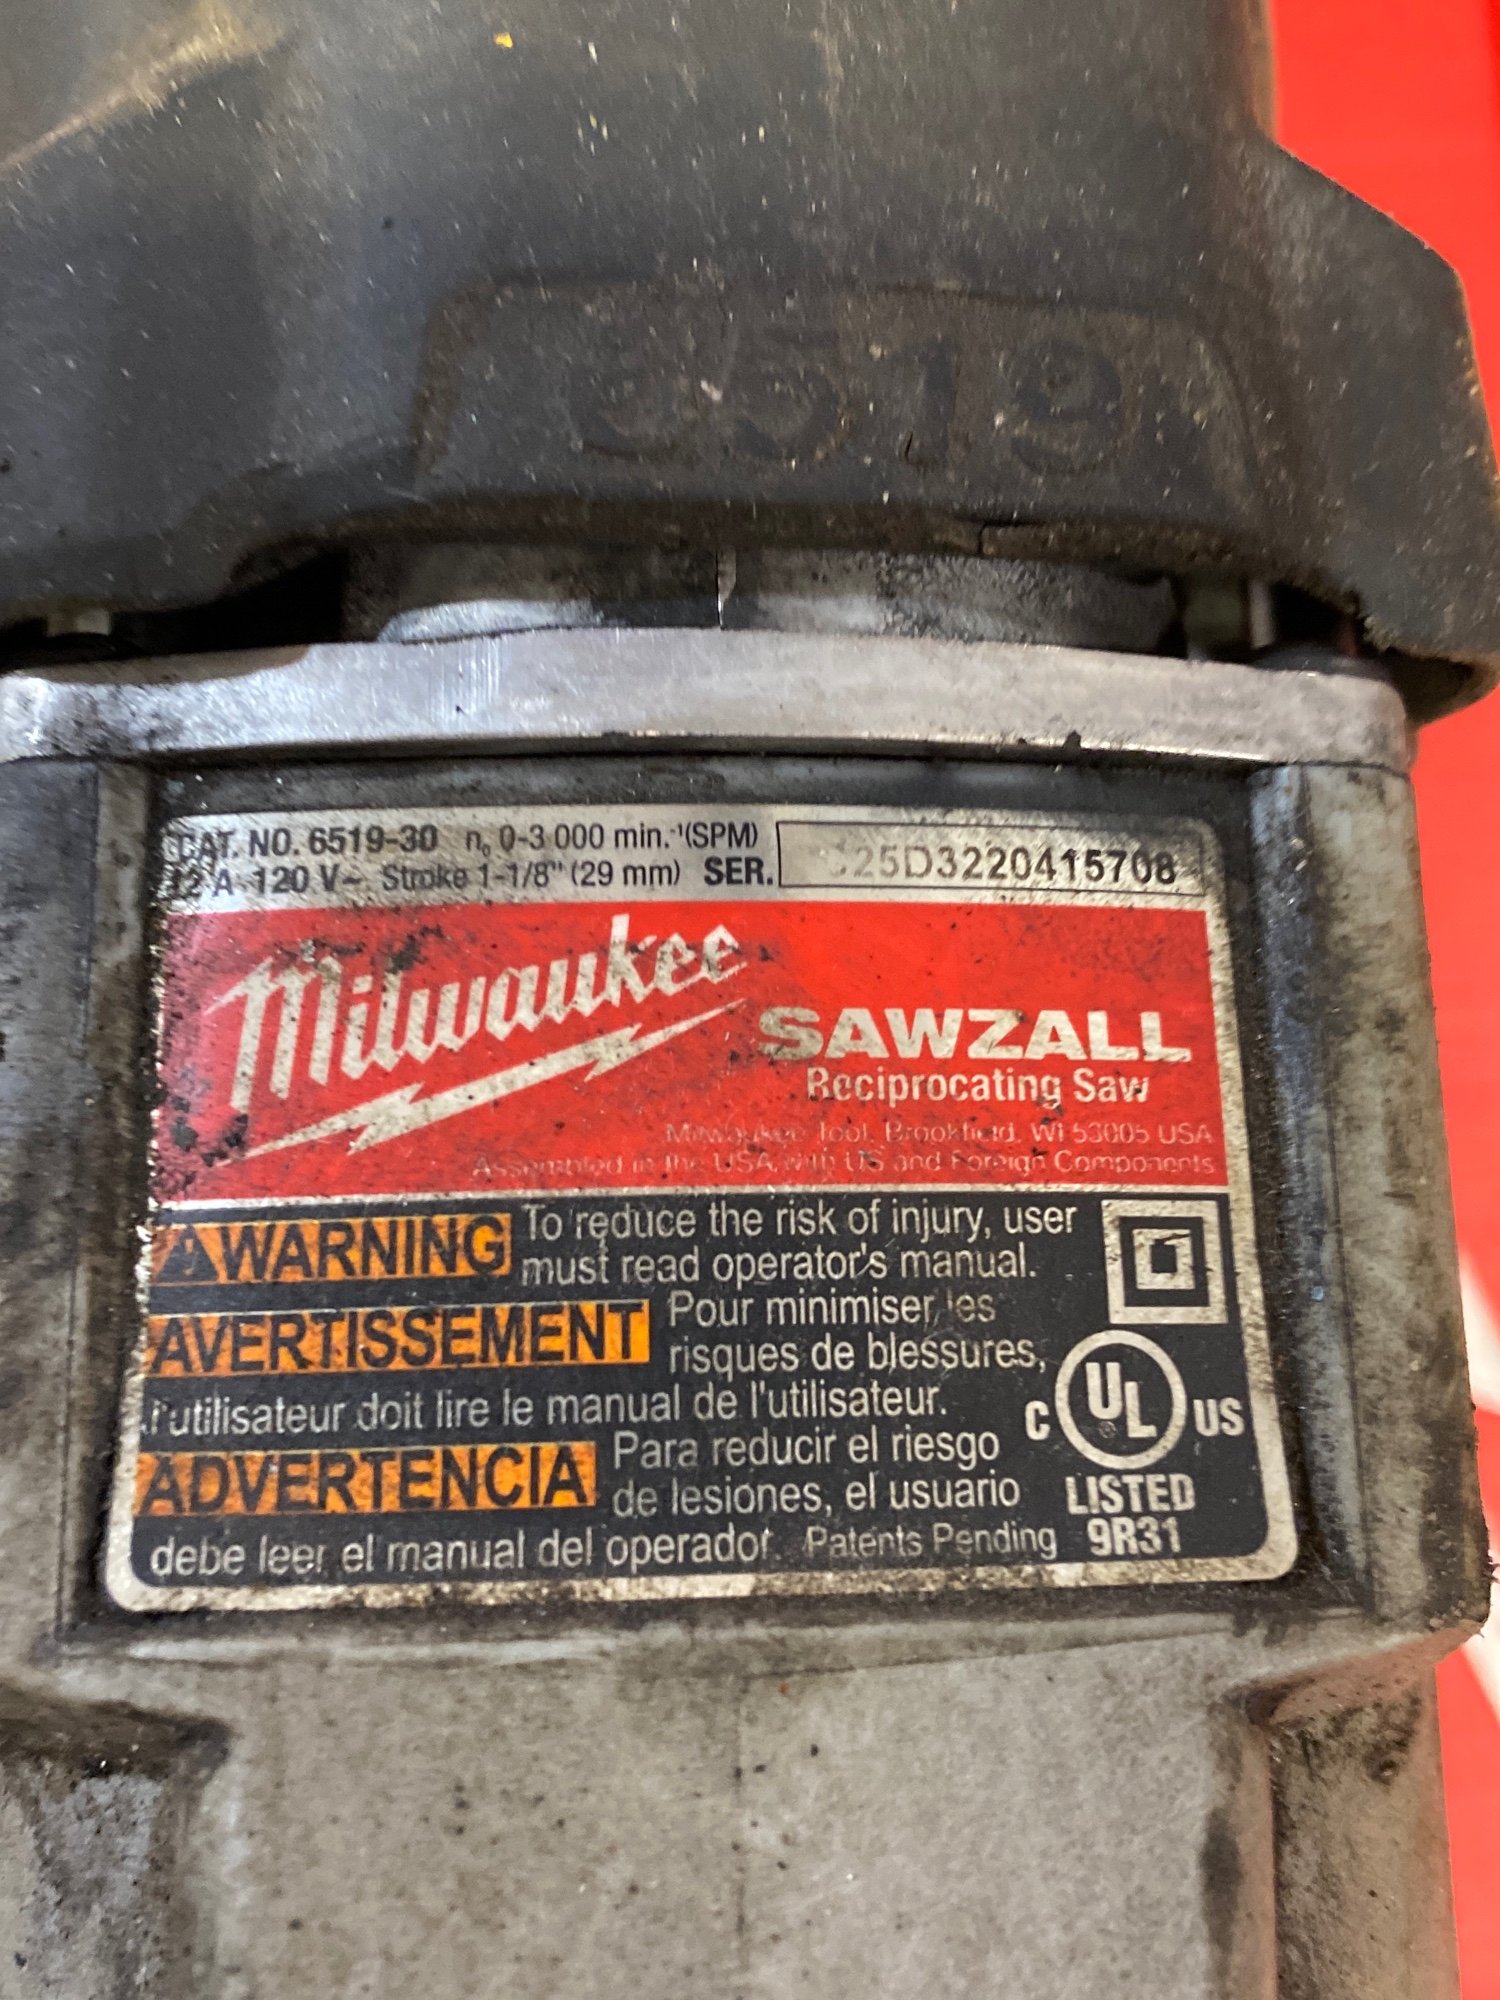 6519
CAT. NO. 6519-30 n₀ 0-3 000 min.⁻¹(SPM)
12 A 120 V~ Stroke 1-1/8" (29 mm) SER. 25D3220415708
Milwaukee
SAWZALL
Reciprocating Saw
Milwaukee Tool, Brookfield, WI 53005 USA
Assembled in the USA with US and Foreign Components
WARNING To reduce the risk of injury, user
must read operator's manual.
AVERTISSEMENT Pour minimiser les
risques de blessures,
l'utilisateur doit lire le manual de l'utilisateur.
ADVERTENCIA Para reducir el riesgo
de lesiones, el usuario
debe leer el manual del operador. Patents Pending
C UL US
LISTED
9R31